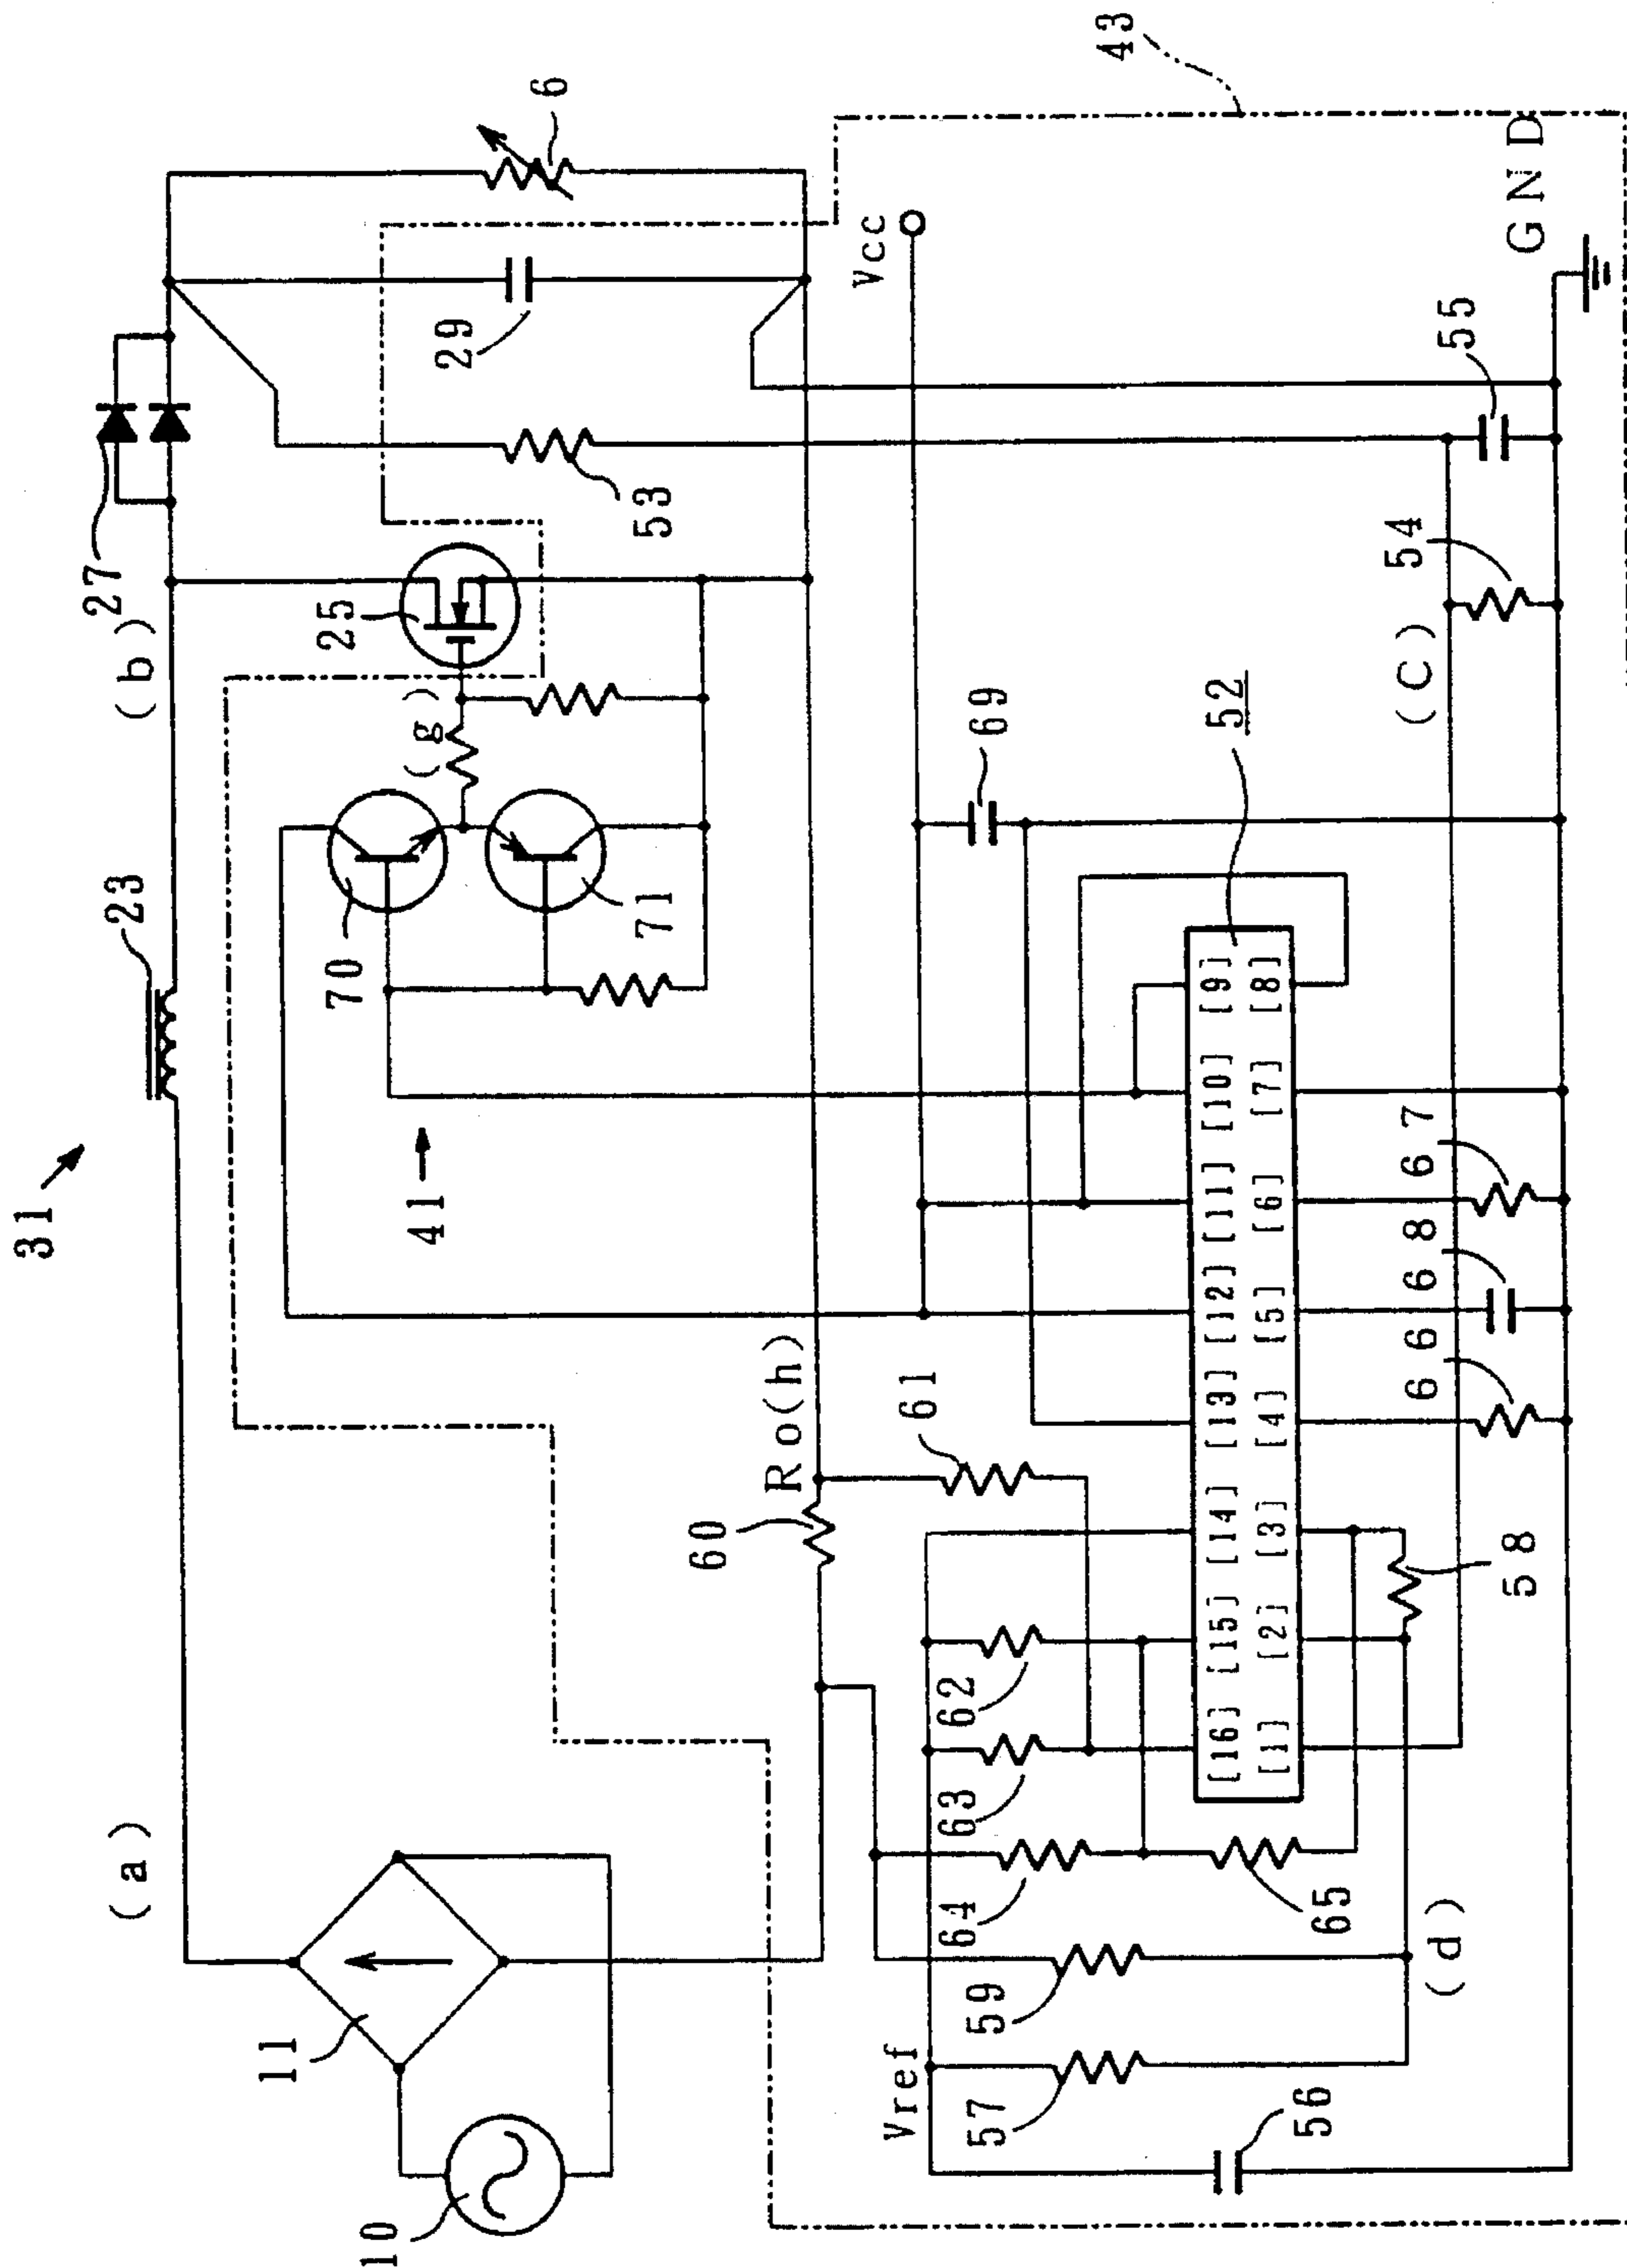 31
23
(a)
(b)
27
11
10
25
(g)
70
71
41
29
6
43
53
60
Ro(h)
61
Vcc
Vref
57
59
64
63
62
69
52
[16] [15] [14] [13] [12] [11] [10] [9]
[1] [2] [3] [4] [5] [6] [7] [8]
65
58
66
68
67
(C)
54
55
56
(d)
GND